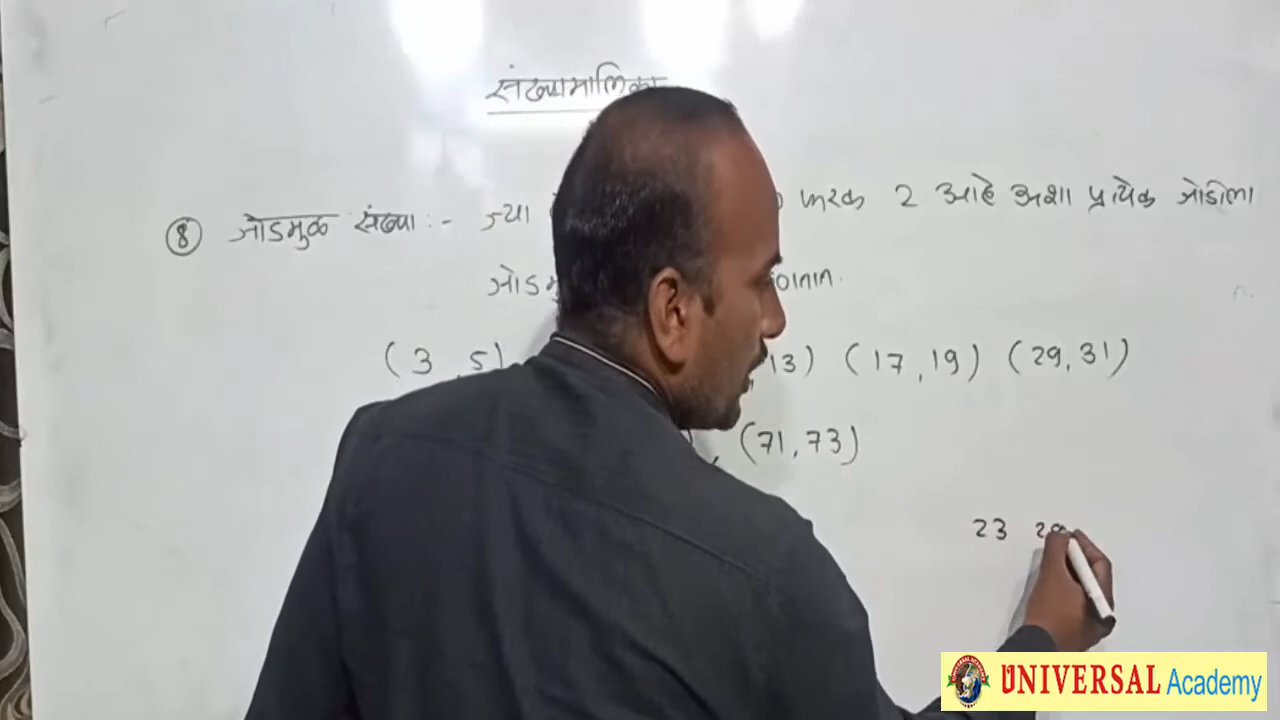 संख्यामालिका
8 जोडमुळ संख्या :- ज्या फरक 2 आहे अशा प्रत्येक जोडीला
(3, 5) 13) (17, 19) (29, 31)
(71, 73)
23 29
UNIVERSAL Academy